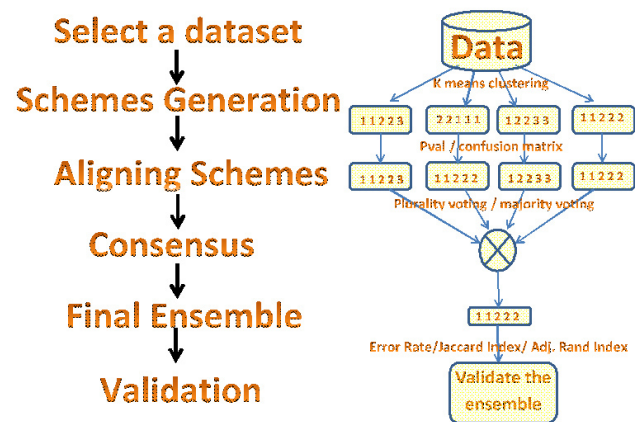 Select a dataset
Schemes Generation
Aligning Schemes
Consensus
Final Ensemble
Validation
Data
K means clustering
11223 22111 12233 11222
Pval / confusion matrix
11223 11222 12233 11222
Plurality voting / majority voting
11222
Error Rate/Jaccard Index/ Adj. Rand Index
Validate the
ensemble